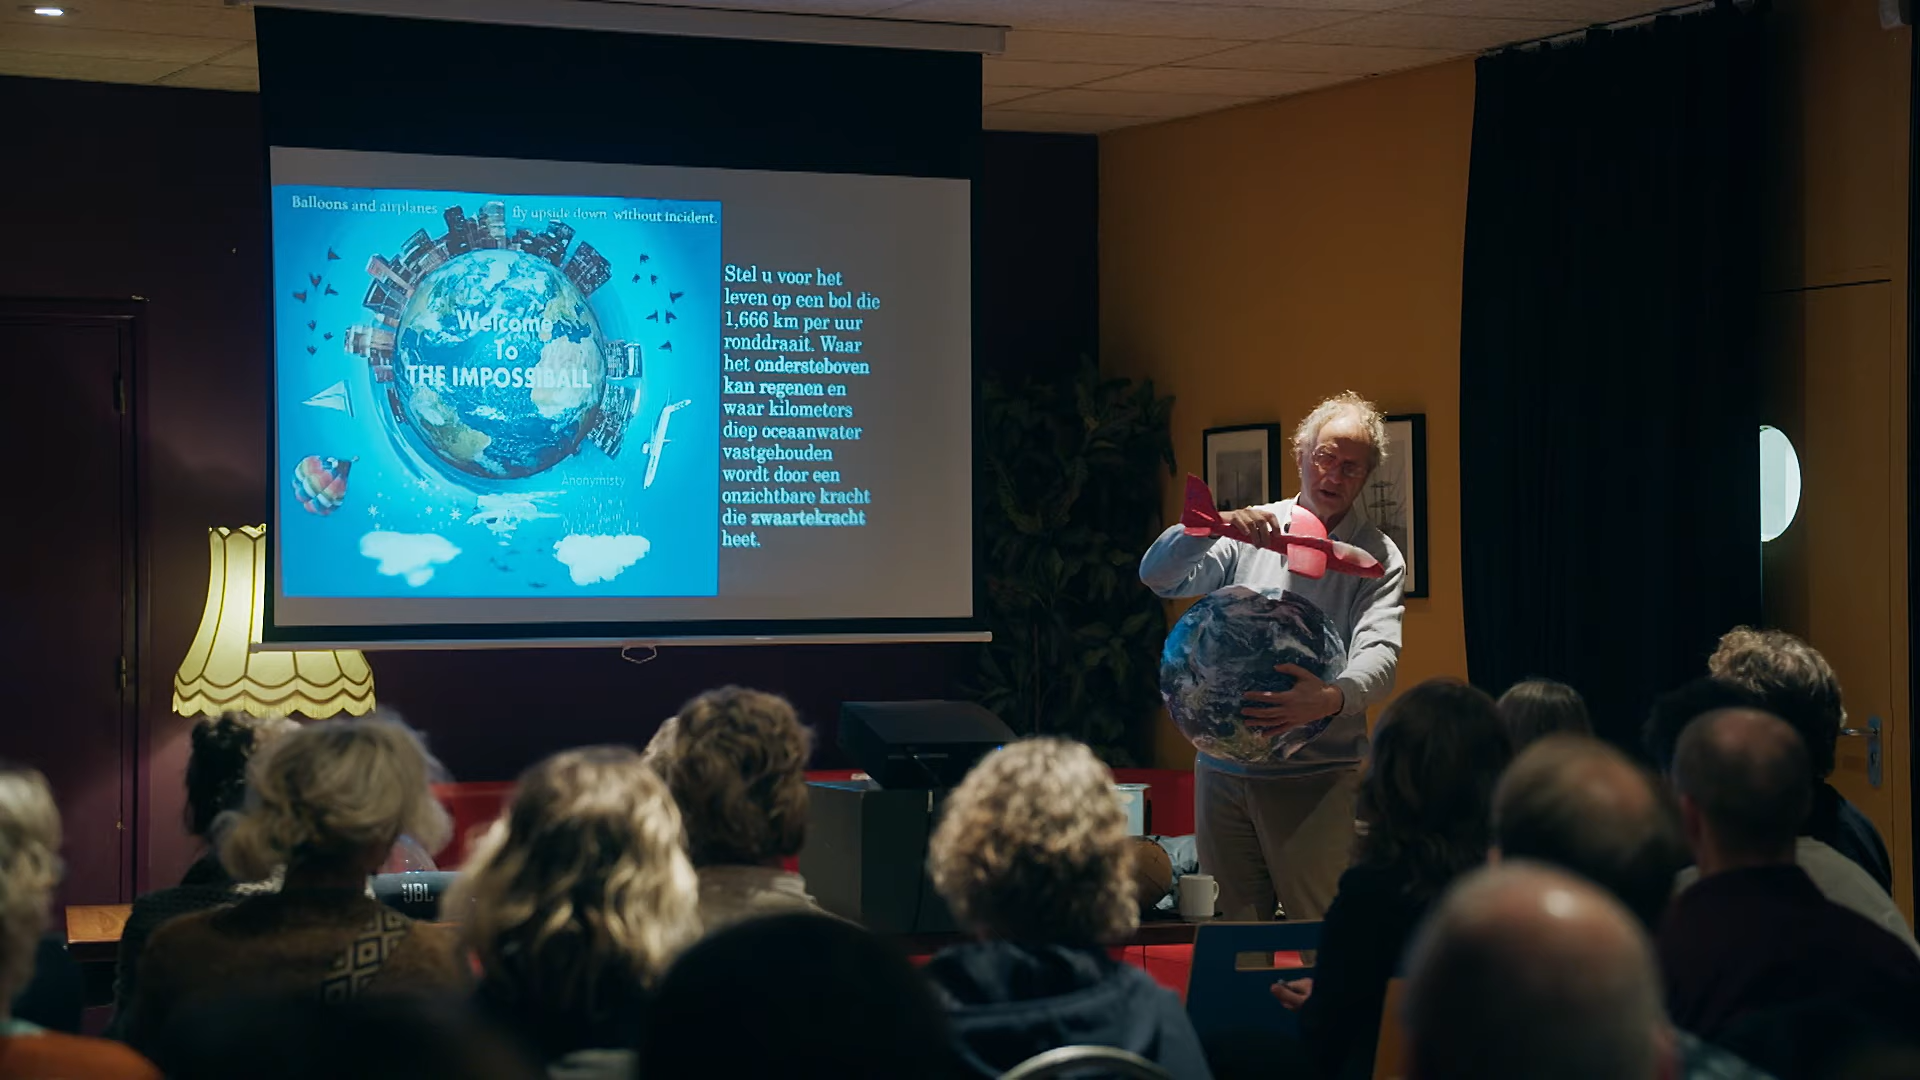 Balloons and airplanes fly upside down without incident.
Welcome
To
THE IMPOSSIBALL
Anonymisty
Stel u voor het
leven op een bol die
1,666 km per uur
ronddraait. Waar
het ondersteboven
kan regenen en
waar kilometers
diep oceaanwater
vastgehouden
wordt door een
onzichtbare kracht
die zwaartekracht
heet.
JBL